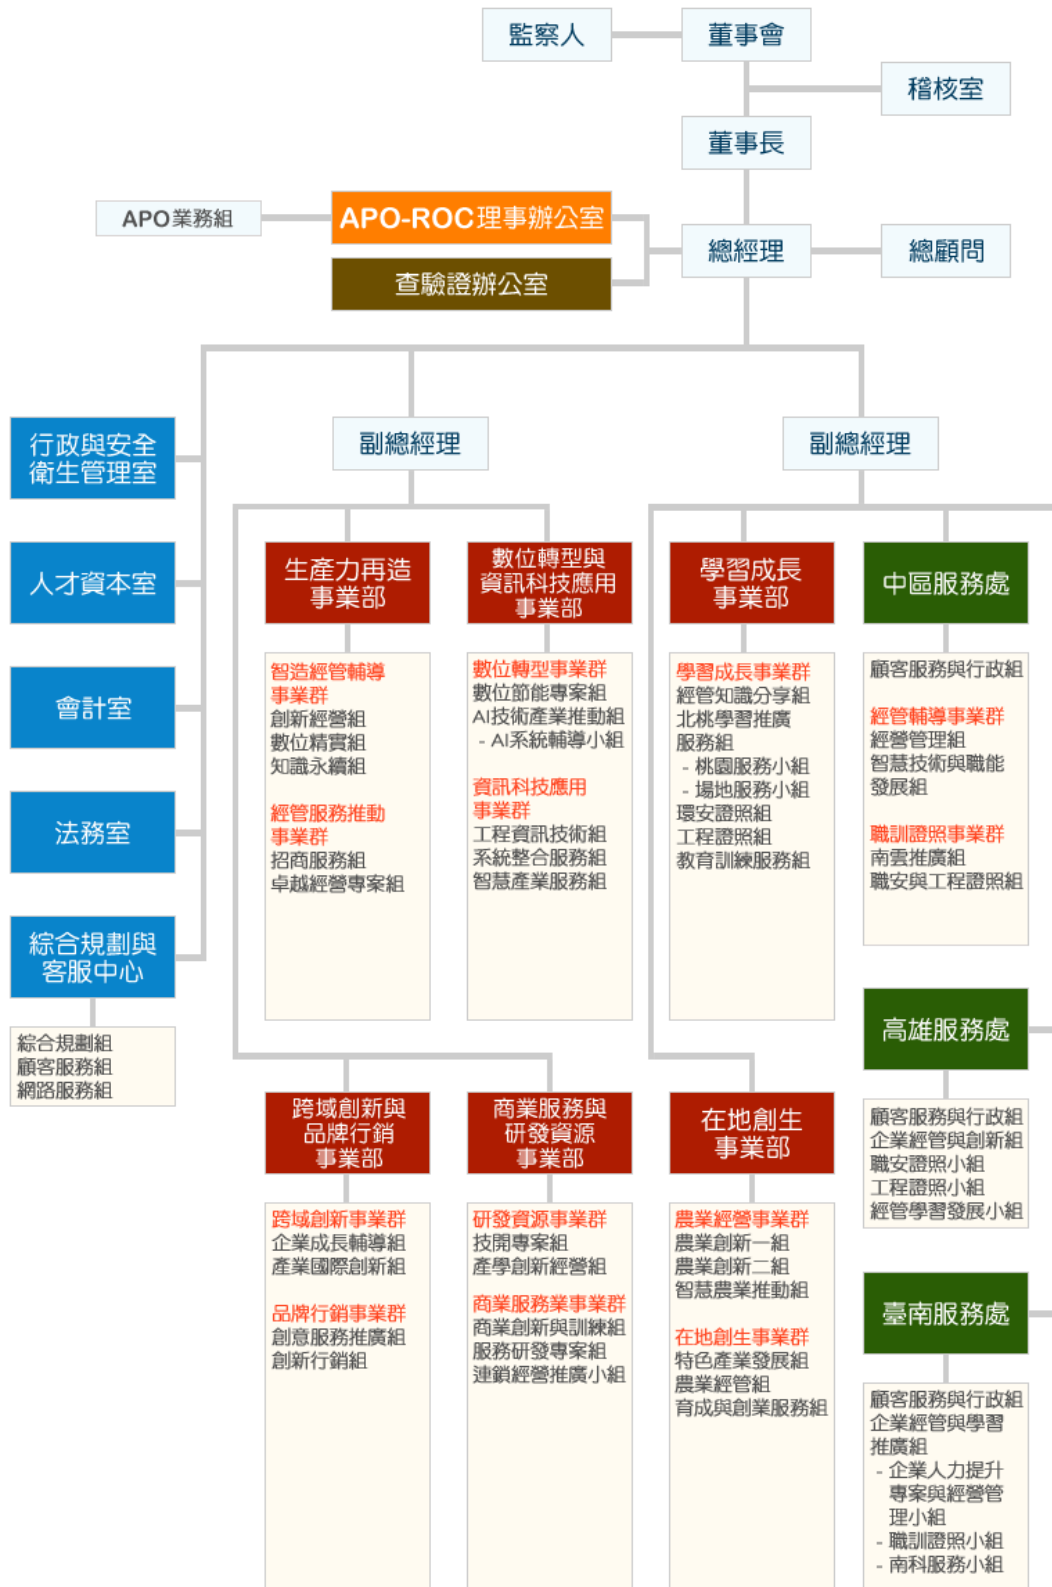 監察人
董事會
稽核室
董事長
APO業務組
APO-ROC理事辦公室
總經理
總顧問
查驗證辦公室
行政與安全
衛生管理室
人才資本室
會計室
法務室
綜合規劃與
客服中心
綜合規劃組
顧客服務組
網路服務組
副總經理
副總經理
生產力再造
事業部
智造經管輔導
事業群
創新經營組
數位精實組
知識永續組
經管服務推動
事業群
招商服務組
卓越經營專案組
數位轉型與
資訊科技應用
事業部
數位轉型事業群
數位節能專案組
AI技術產業推動組
- AI系統輔導小組
資訊科技應用
事業群
工程資訊技術組
系統整合服務組
智慧產業服務組
學習成長
事業部
學習成長事業群
經管知識分享組
北桃學習推廣
服務組
- 桃園服務小組
- 場地服務小組
環安證照組
工程證照組
教育訓練服務組
中區服務處
顧客服務與行政組
經管輔導事業群
經營管理組
智慧技術與職能
發展組
職訓證照事業群
南雲推廣組
職安與工程證照組
跨域創新與
品牌行銷
事業部
跨域創新事業群
企業成長輔導組
產業國際創新組
品牌行銷事業群
創意服務推廣組
創新行銷組
商業服務與
研發資源
事業部
研發資源事業群
技開專案組
產學創新經營組
商業服務業事業群
商業創新與訓練組
服務研發專案組
連鎖經營推廣小組
在地創生
事業部
農業經營事業群
農業創新一組
農業創新二組
智慧農業推動組
在地創生事業群
特色產業發展組
農業經管組
育成與創業服務組
高雄服務處
顧客服務與行政組
企業經管與創新組
職安證照小組
工程證照小組
經管學習發展小組
臺南服務處
顧客服務與行政組
企業經管與學習
推廣組
- 企業人力提升
專案與經營管
理小組
- 職訓證照小組
- 南科服務小組